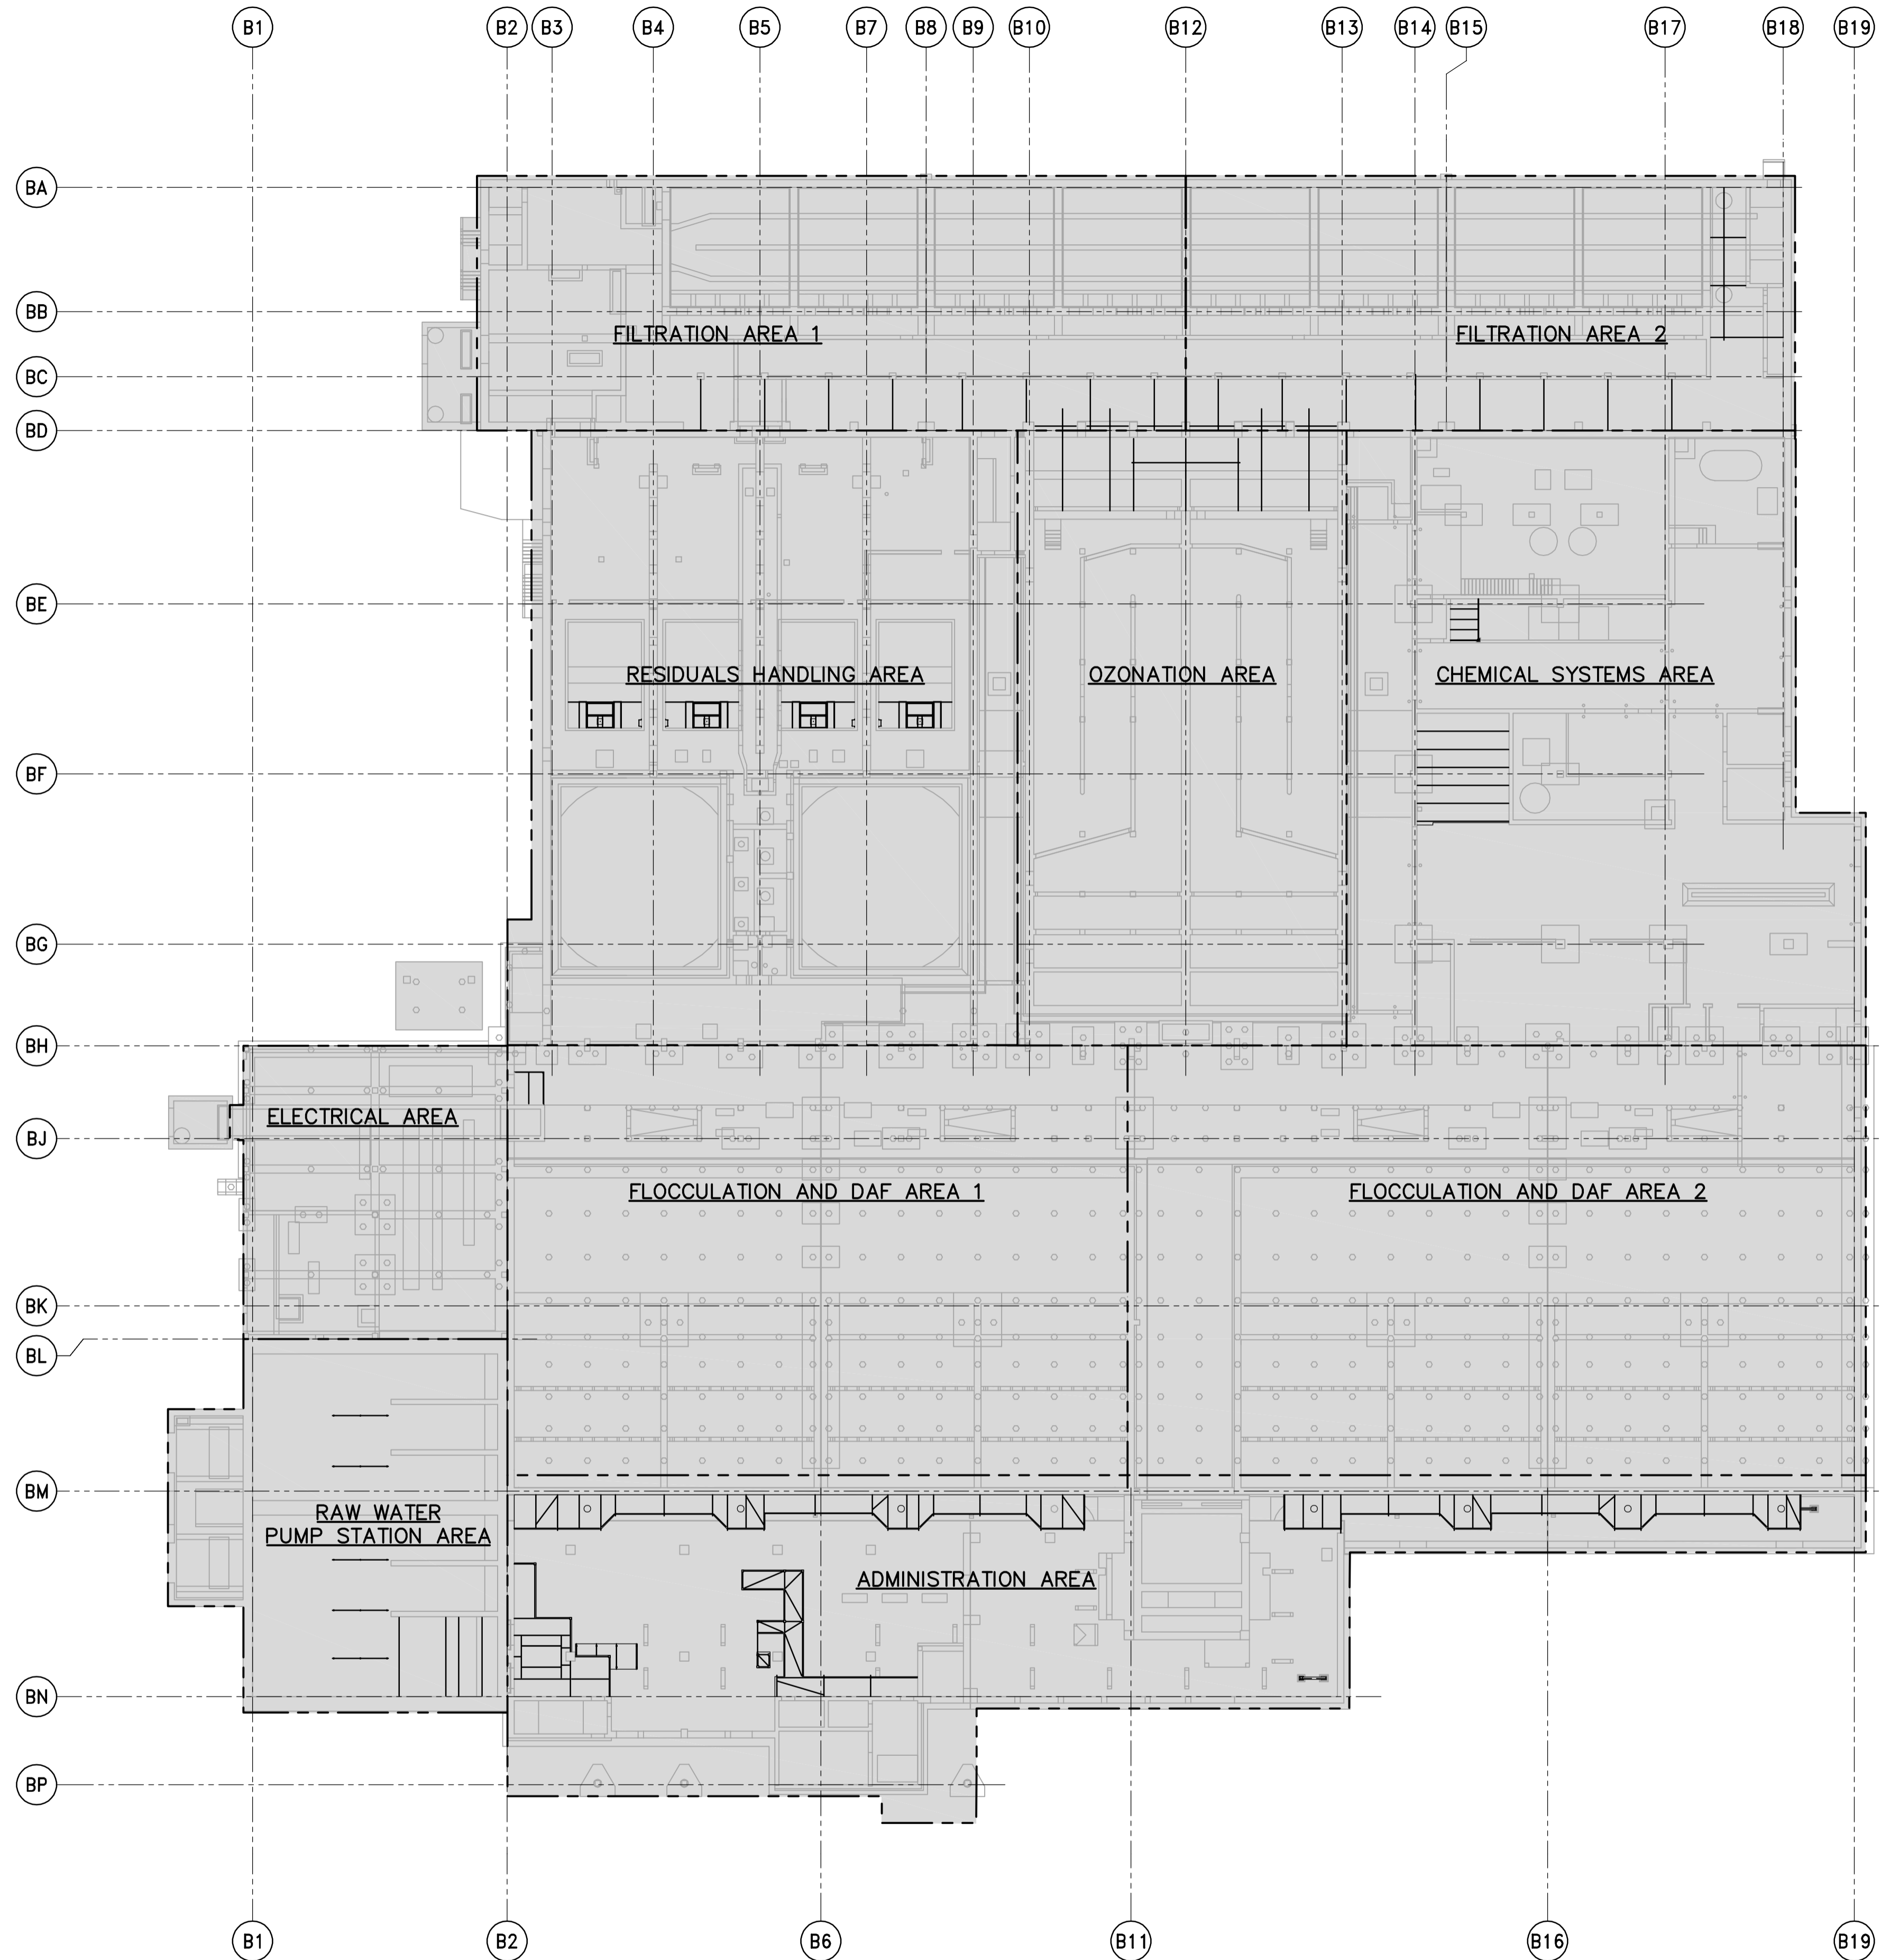 B1
B2
B3
B4
B5
B7
B8
B9
B10
B12
B13
B14
B15
B17
B18
B19
BA
BB
FILTRATION AREA 1
FILTRATION AREA 2
BC
BD
BE
RESIDUALS HANDLING AREA
OZONATION AREA
CHEMICAL SYSTEMS AREA
BF
BG
BH
ELECTRICAL AREA
BJ
FLOCCULATION AND DAF AREA 1
FLOCCULATION AND DAF AREA 2
BK
BL
BM
RAW WATER
PUMP STATION AREA
ADMINISTRATION AREA
BN
BP
B1
B2
B6
B11
B16
B19